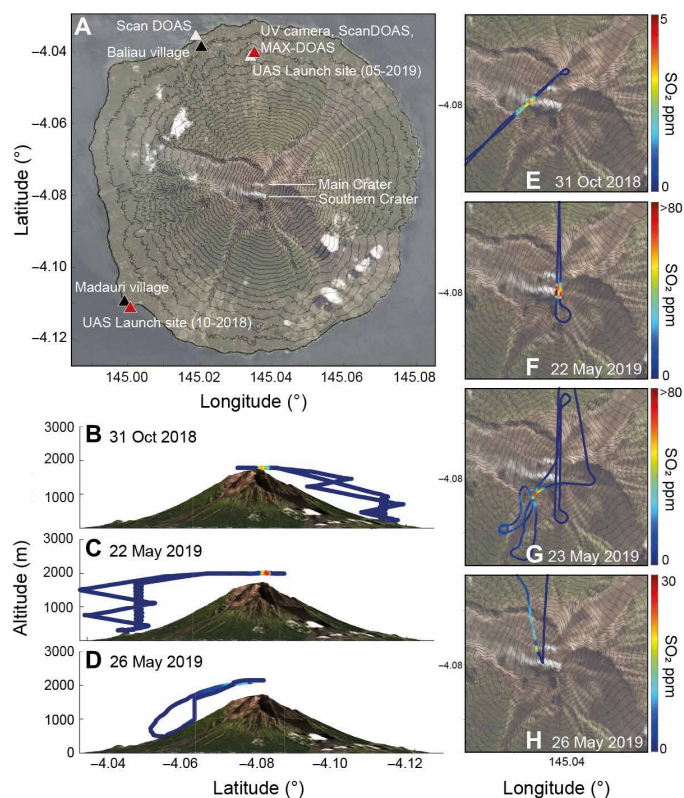 A
Scan DOAS
Baliau village
UV camera, ScanDOAS,
MAX-DOAS
UAS Launch site (05-2019)
Main Crater
Southern Crater
Madauri village
UAS Launch site (10-2018)
Latitude (°)
−4.04
−4.06
−4.08
−4.10
−4.12
145.00
145.02
145.04
145.06
145.08
Longitude (°)
B 31 Oct 2018
3000
2000
1000
C 22 May 2019
3000
2000
1000
Altitude (m)
D 26 May 2019
3000
2000
1000
0
−4.04
−4.06
−4.08
−4.10
−4.12
Latitude (°)
−4.08
E 31 Oct 2018
5
SO₂ ppm
0
−4.08
F 22 May 2019
>80
SO₂ ppm
0
−4.08
G 23 May 2019
>80
SO₂ ppm
0
−4.08
H 26 May 2019
30
SO₂ ppm
0
145.04
Longitude (°)